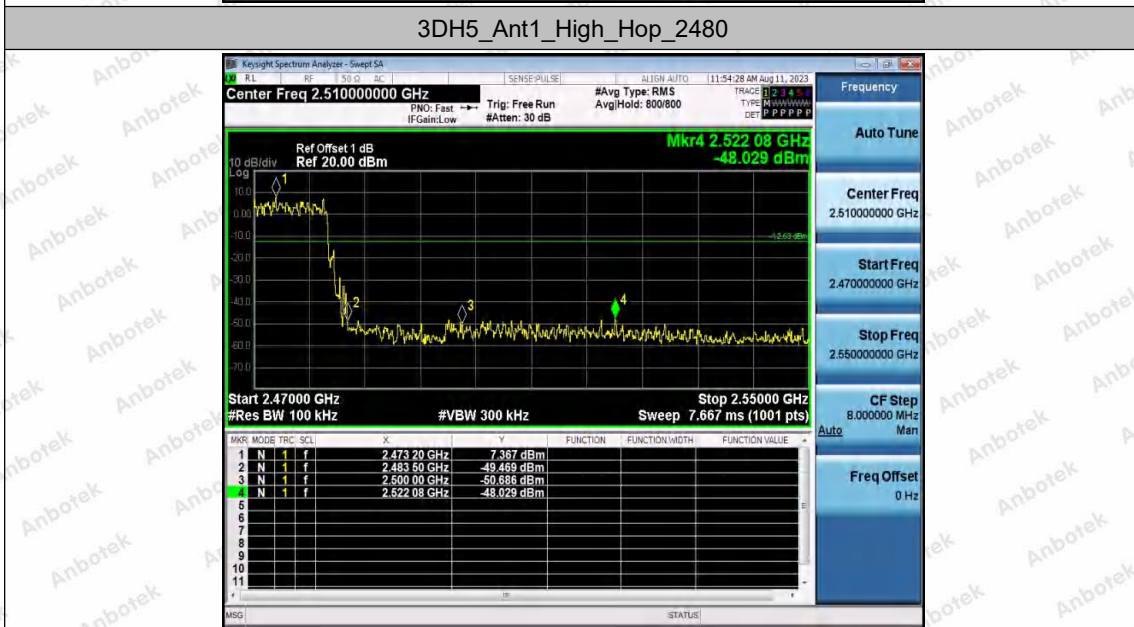 3DH5_Ant1_High_Hop_2480
Keysight Spectrum Analyzer - Swept SA
RL RF 50 Ω AC SENSE:PULSE ALIGN AUTO 11:54:28 AM Aug 11, 2023
Center Freq 2.510000000 GHz
PNO: Fast
IFGain:Low
Trig: Free Run
#Atten: 30 dB
#Avg Type: RMS
Avg|Hold: 800/800
TRACE 1 2 3 4 5 6
TYPE M W W W W W
DET P P P P P P
Mkr4 2.522 08 GHz
-48.029 dBm
Ref Offset 1 dB
10 dB/div Ref 20.00 dBm
Log
10.0
0.00
-10.0
-20.0
-30.0
-40.0
-50.0
-60.0
-70.0
-12.63 dBm
1
2
3
4
Start 2.47000 GHz Stop 2.55000 GHz
#Res BW 100 kHz #VBW 300 kHz Sweep 7.667 ms (1001 pts)
MKR MODE TRC SCL X Y FUNCTION FUNCTION WIDTH FUNCTION VALUE
1 N 1 f 2.473 20 GHz 7.367 dBm
2 N 1 f 2.483 50 GHz -49.469 dBm
3 N 1 f 2.500 00 GHz -50.686 dBm
4 N 1 f 2.522 08 GHz -48.029 dBm
5
6
7
8
9
10
11
MSG STATUS
Frequency
Auto Tune
Center Freq
2.510000000 GHz
Start Freq
2.470000000 GHz
Stop Freq
2.550000000 GHz
CF Step
8.000000 MHz
Auto Man
Freq Offset
0 Hz
Anbotek